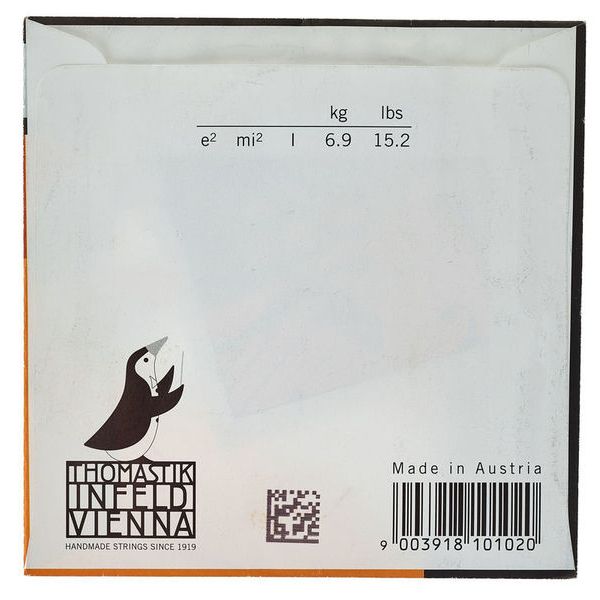 kg lbs
e² mi² I 6.9 15.2
THOMASTIK
INFELD
VIENNA
HANDMADE STRINGS SINCE 1919
Made in Austria
9 003918 101020